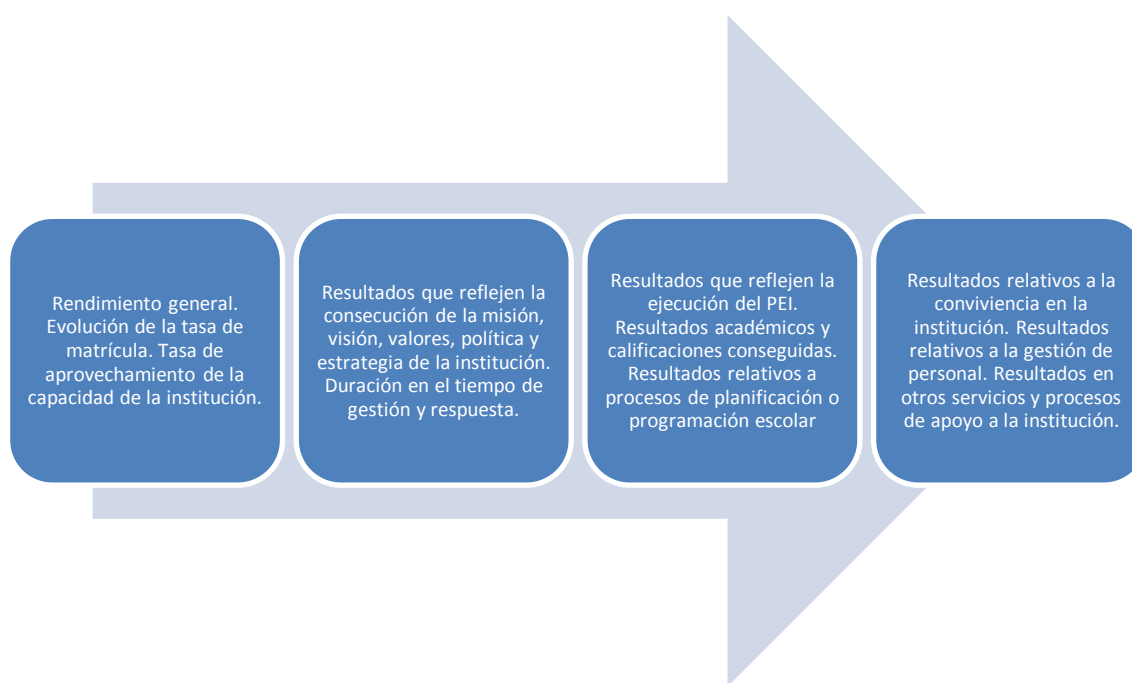 Rendimiento general.
Evolución de la tasa de
matrícula. Tasa de
aprovechamiento de la
capacidad de la institución.
Resultados que reflejen la
consecución de la misión,
visión, valores, política y
estrategia de la institución.
Duración en el tiempo de
gestión y respuesta.
Resultados que reflejen la
ejecución del PEI.
Resultados académicos y
calificaciones conseguidas.
Resultados relativos a
procesos de planificación o
programación escolar
Resultados relativos a la
conviviencia en la
institución. Resultados
relativos a la gestión de
personal. Resultados en
otros servicios y procesos
de apoyo a la institución.